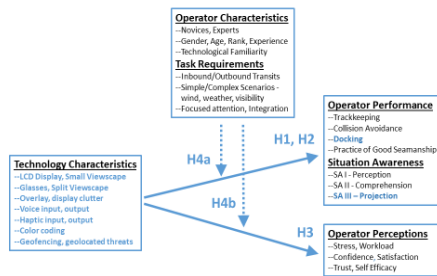 Operator Characteristics
--Novices, Experts
--Gender, Age, Rank, Experience
--Technological Familiarity
Task Requirements
--Inbound/Outbound Transits
--Simple/Complex Scenarios -
wind, weather, visibility
--Focused attention, Integration
H4a
H1, H2
H4b
H3
Technology Characteristics
--LCD Display, Small Viewscape
--Glasses, Split Viewscape
--Overlay, display clutter
--Voice input, output
--Haptic input, output
--Color coding
--Geofencing, geolocated threats
Operator Performance
--Trackkeeping
--Collision Avoidance
--Docking
--Practice of Good Seamanship
Situation Awareness
--SA I - Perception
--SA II - Comprehension
--SA III – Projection
Operator Perceptions
--Stress, Workload
--Confidence, Satisfaction
--Trust, Self Efficacy